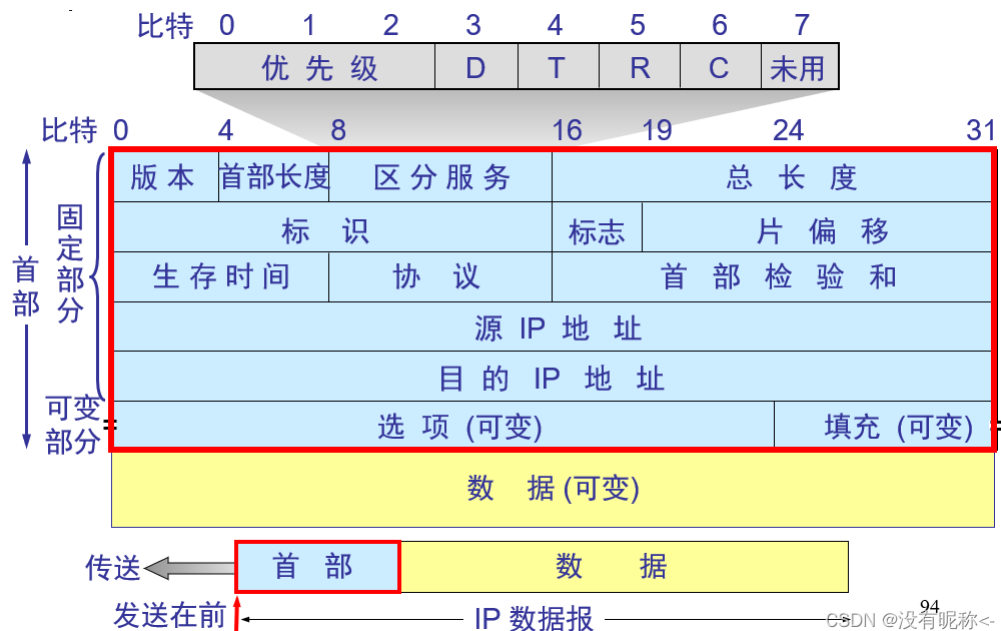 比特 0 1 2 3 4 5 6 7
优先级 D T R C 未用
比特 0 4 8 16 19 24 31
版本 首部长度 区分服务 总长度
标识 标志 片偏移
生存时间 协议 首部检验和
源 IP 地址
目的 IP 地址
选项 (可变) 填充 (可变)
首部
固定部分
可变部分
数据 (可变)
传送 首部 数据
发送在前 IP 数据报
94
CSDN @没有昵称<-